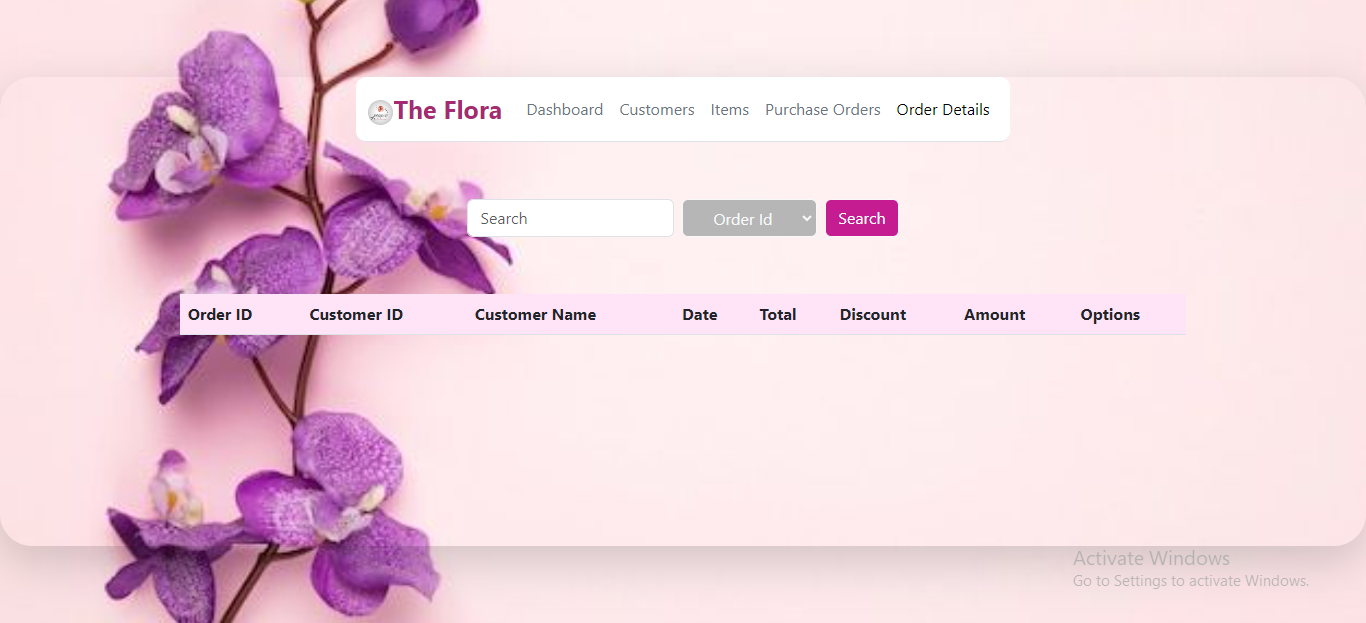 The Flora Dashboard Customers Items Purchase Orders Order Details
Search Order Id Search
Order ID Customer ID Customer Name Date Total Discount Amount Options
Activate Windows
Go to Settings to activate Windows.